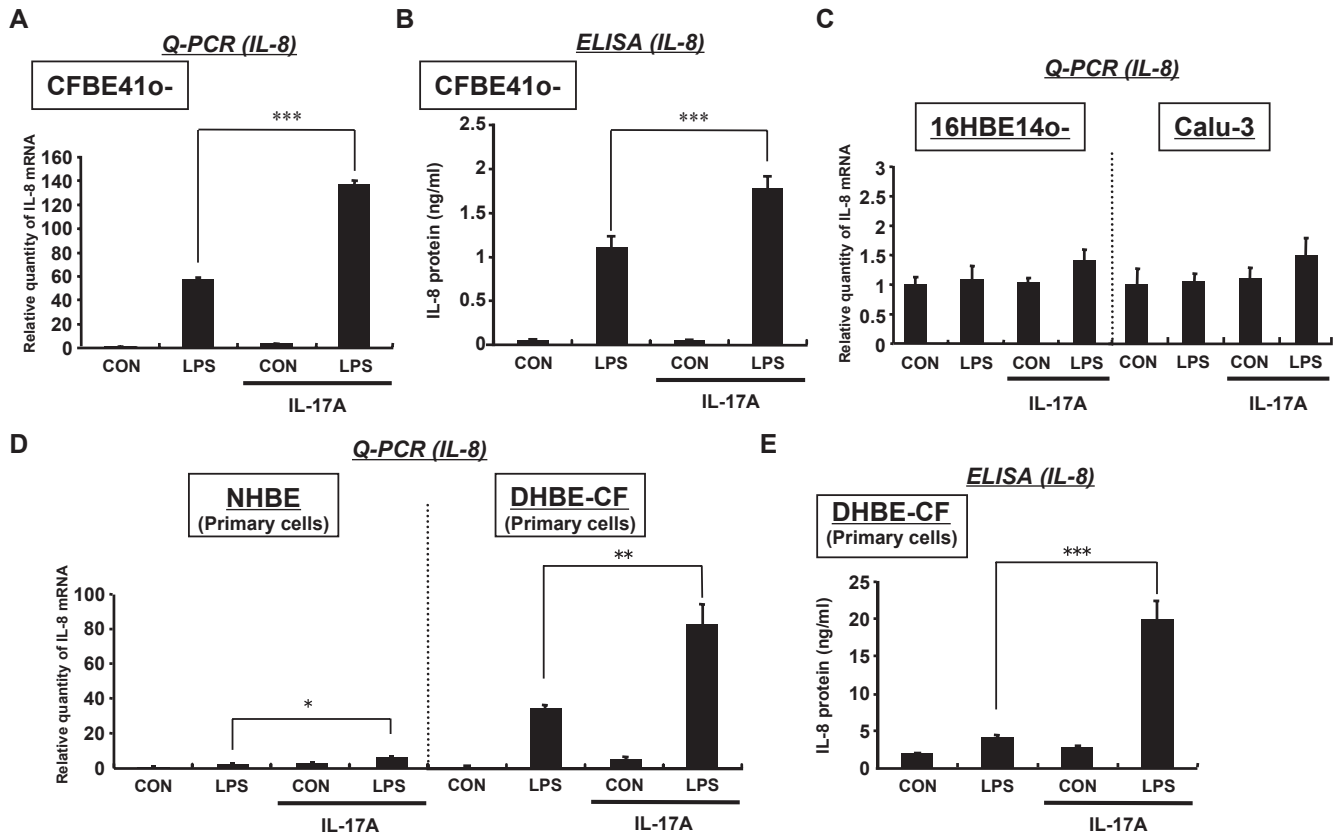 A
Q-PCR (IL-8)
CFBE41o-
***
Relative quantity of IL-8 mRNA
160
140
120
100
80
60
40
20
0
CON LPS CON LPS
IL-17A
B
ELISA (IL-8)
CFBE41o-
***
IL-8 protein (ng/ml)
2.5
2
1.5
1
0.5
0
CON LPS CON LPS
IL-17A
C
Q-PCR (IL-8)
16HBE14o- Calu-3
Relative quantity of IL-8 mRNA
3
2.5
2
1.5
1
0.5
0
CON LPS CON LPS CON LPS CON LPS
IL-17A IL-17A
D
Q-PCR (IL-8)
NHBE
(Primary cells)
DHBE-CF
(Primary cells)
*
**
Relative quantity of IL-8 mRNA
100
80
60
40
20
0
CON LPS CON LPS CON LPS CON LPS
IL-17A IL-17A
E
ELISA (IL-8)
DHBE-CF
(Primary cells)
***
IL-8 protein (ng/ml)
25
20
15
10
5
0
CON LPS CON LPS
IL-17A